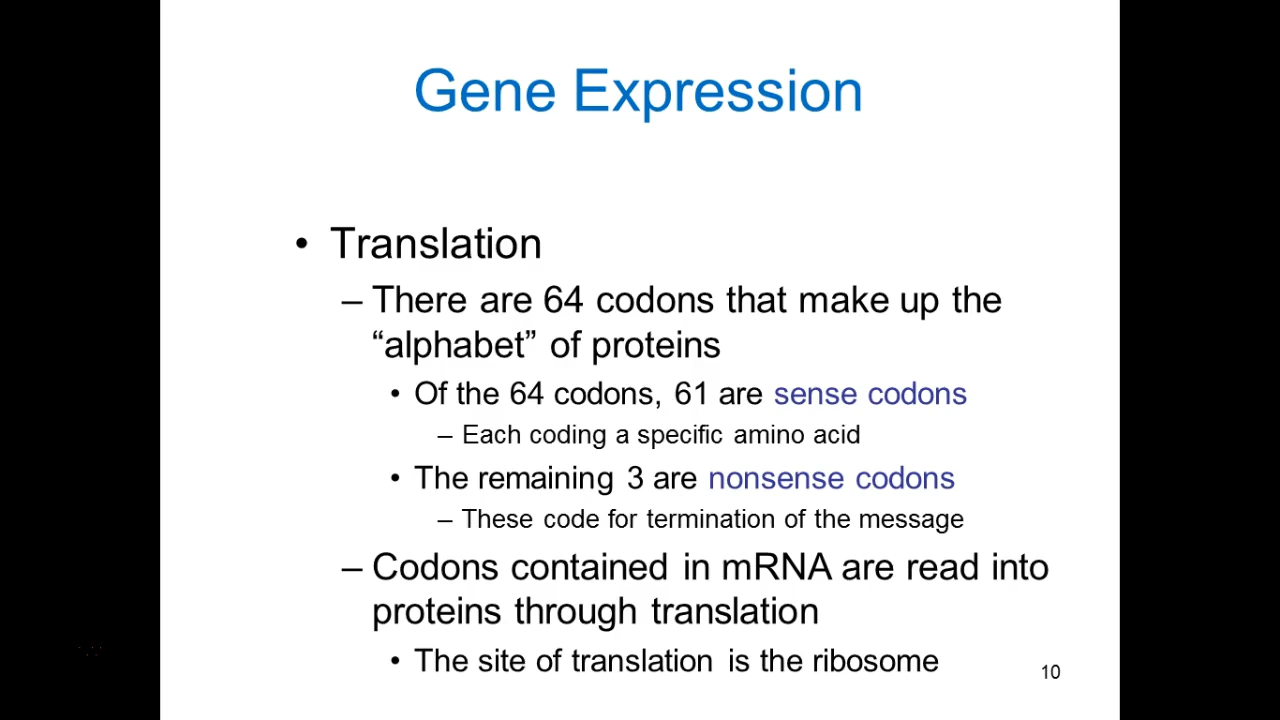 Gene Expression
• Translation
– There are 64 codons that make up the
“alphabet” of proteins
• Of the 64 codons, 61 are sense codons
– Each coding a specific amino acid
• The remaining 3 are nonsense codons
– These code for termination of the message
– Codons contained in mRNA are read into
proteins through translation
• The site of translation is the ribosome
10